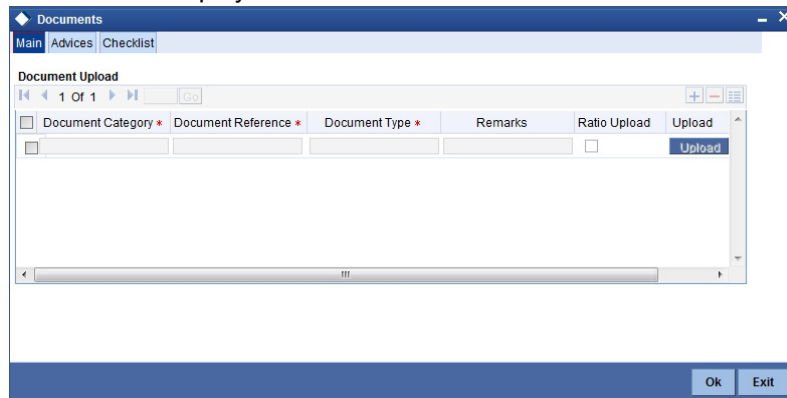 Documents
Main Advices Checklist
Document Upload
1 Of 1 Go
Document Category * Document Reference * Document Type * Remarks Ratio Upload Upload
Upload
Ok Exit